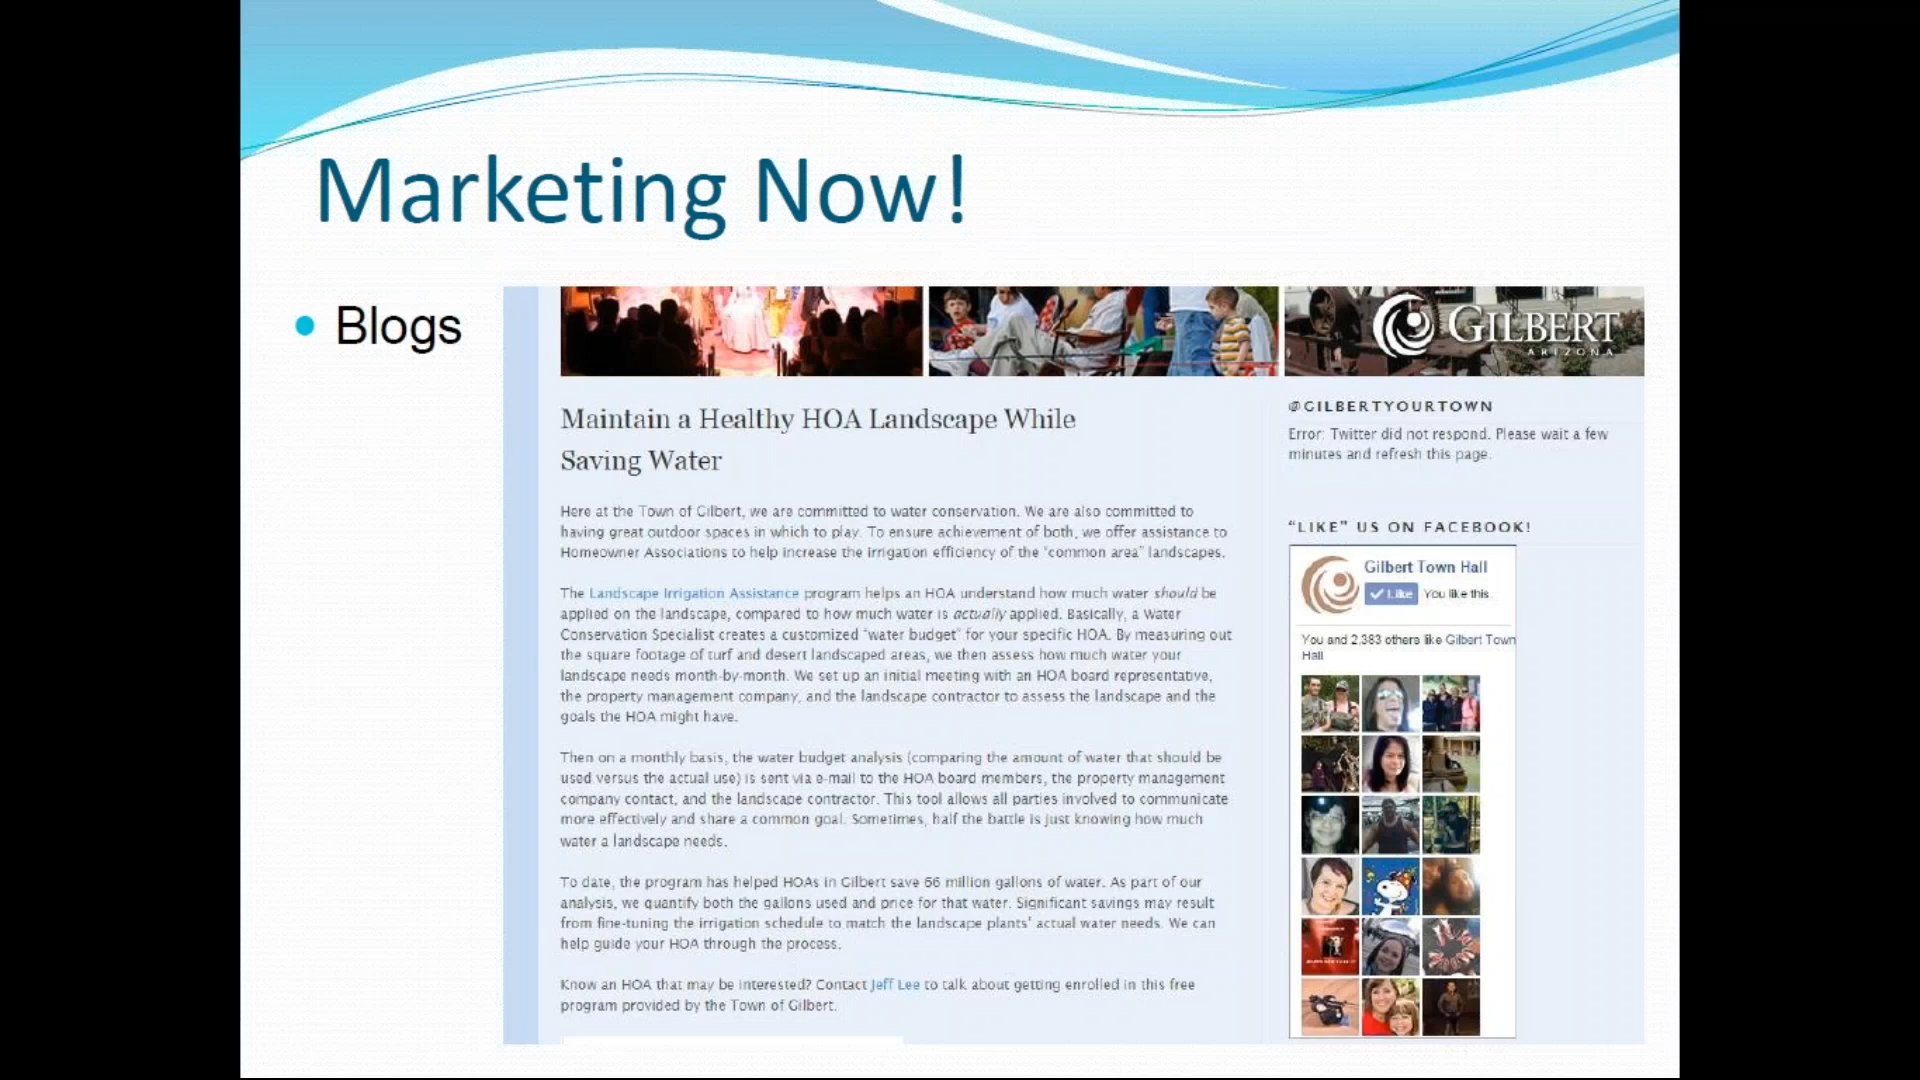 Marketing Now!
• Blogs
GILBERT
ARIZONA
Maintain a Healthy HOA Landscape While
Saving Water
Here at the Town of Gilbert, we are committed to water conservation. We are also committed to
having great outdoor spaces in which to play. To ensure achievement of both, we offer assistance to
Homeowner Associations to help increase the irrigation efficiency of the "common area" landscapes.
The Landscape Irrigation Assistance program helps an HOA understand how much water should be
applied on the landscape, compared to how much water is actually applied. Basically, a Water
Conservation Specialist creates a customized "water budget" for your specific HOA. By measuring out
the square footage of turf and desert landscaped areas, we then assess how much water your
landscape needs month-by-month. We set up an initial meeting with an HOA board representative,
the property management company, and the landscape contractor to assess the landscape and the
goals the HOA might have.
Then on a monthly basis, the water budget analysis (comparing the amount of water that should be
used versus the actual use) is sent via e-mail to the HOA board members, the property management
company contact, and the landscape contractor. This tool allows all parties involved to communicate
more effectively and share a common goal. Sometimes, half the battle is just knowing how much
water a landscape needs.
To date, the program has helped HOAs in Gilbert save 66 million gallons of water. As part of our
analysis, we quantify both the gallons used and price for that water. Significant savings may result
from fine-tuning the irrigation schedule to match the landscape plants' actual water needs. We can
help guide your HOA through the process.
Know an HOA that may be interested? Contact Jeff Lee to talk about getting enrolled in this free
program provided by the Town of Gilbert.
@GILBERTYOURTOWN
Error: Twitter did not respond. Please wait a few
minutes and refresh this page.
"LIKE" US ON FACEBOOK!
Gilbert Town Hall
Like You like this.
You and 2,383 others like Gilbert Town
Hall